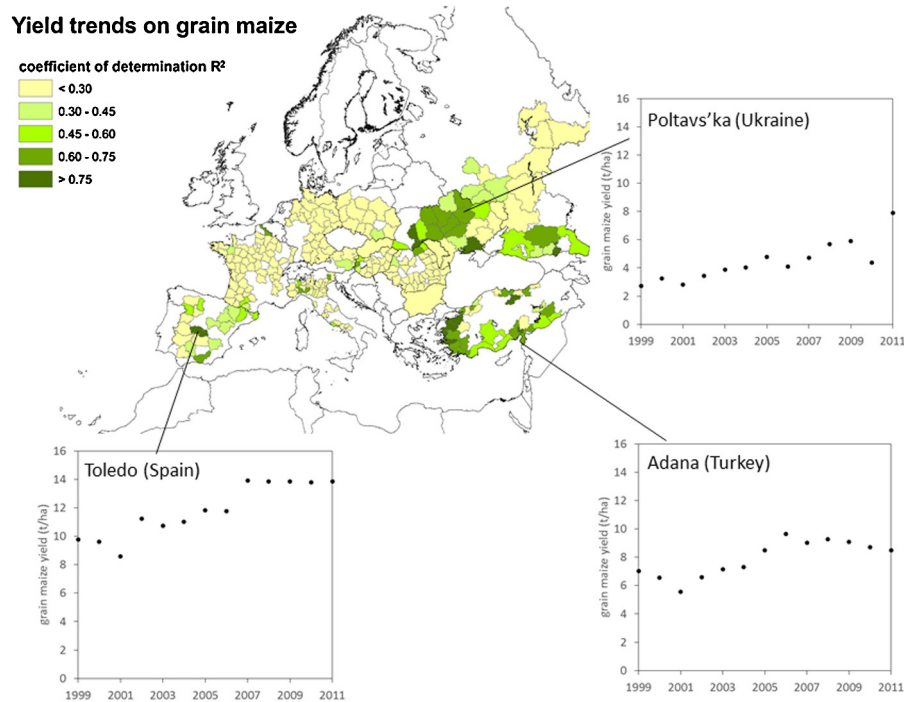 Yield trends on grain maize
coefficient of determination R²
< 0.30
0.30 - 0.45
0.45 - 0.60
0.60 - 0.75
> 0.75
Poltavs'ka (Ukraine)
grain maize yield (t/ha)
16
14
12
10
8
6
4
2
0
1999 2001 2003 2005 2007 2009 2011
Toledo (Spain)
grain maize yield (t/ha)
16
14
12
10
8
6
4
2
0
1999 2001 2003 2005 2007 2009 2011
Adana (Turkey)
grain maize yield (t/ha)
16
14
12
10
8
6
4
2
0
1999 2001 2003 2005 2007 2009 2011